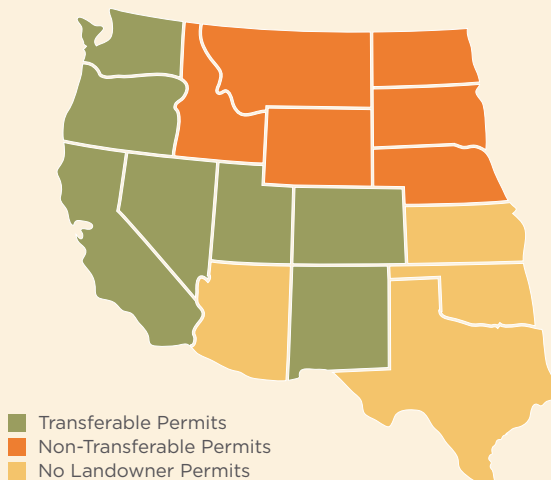 Transferable Permits
Non-Transferable Permits
No Landowner Permits